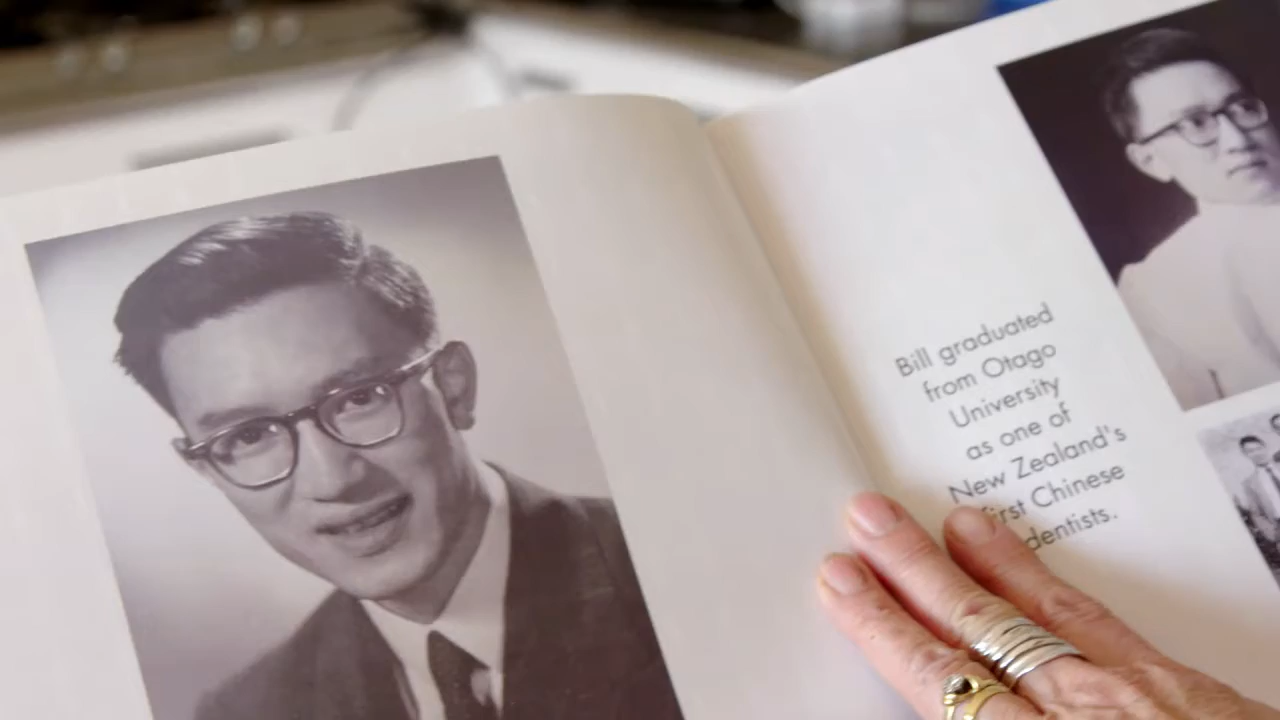 Bill graduated
from Otago
University
as one of
New Zealand's
first Chinese
dentists.